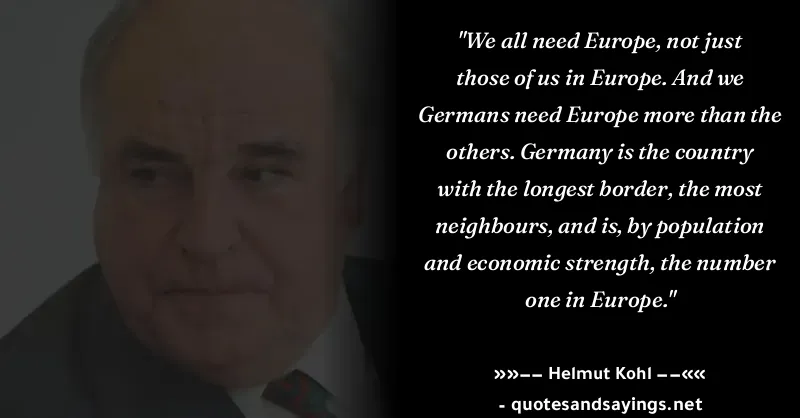 "We all need Europe, not just
those of us in Europe. And we
Germans need Europe more than the
others. Germany is the country
with the longest border, the most
neighbours, and is, by population
and economic strength, the number
one in Europe."
»»−− Helmut Kohl −−««
- quotesandsayings.net